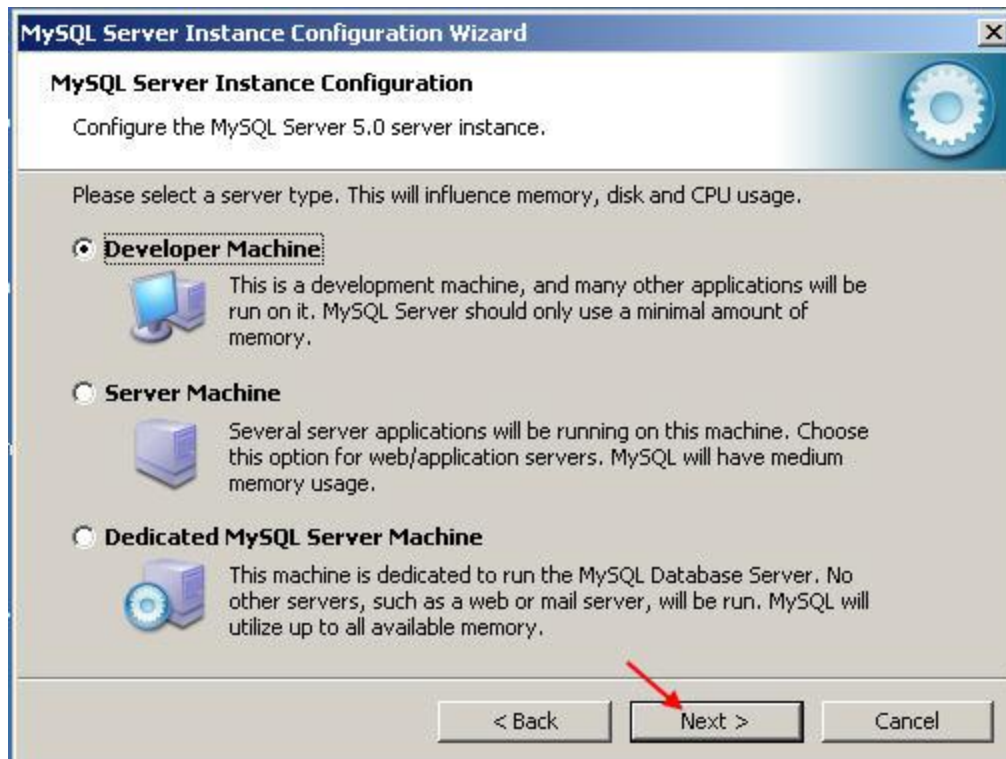 MySQL Server Instance Configuration Wizard
MySQL Server Instance Configuration
Configure the MySQL Server 5.0 server instance.
Please select a server type. This will influence memory, disk and CPU usage.
Developer Machine
This is a development machine, and many other applications will be
run on it. MySQL Server should only use a minimal amount of
memory.
Server Machine
Several server applications will be running on this machine. Choose
this option for web/application servers. MySQL will have medium
memory usage.
Dedicated MySQL Server Machine
This machine is dedicated to run the MySQL Database Server. No
other servers, such as a web or mail server, will be run. MySQL will
utilize up to all available memory.
< Back Next > Cancel